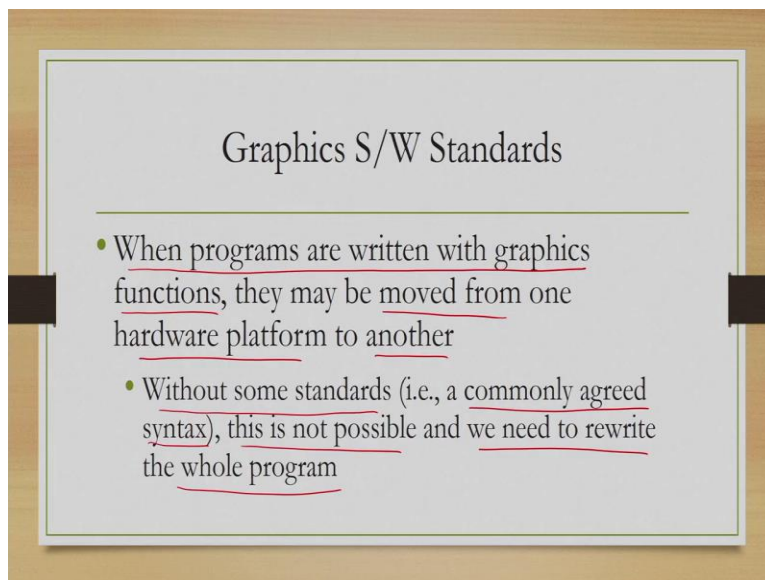 Graphics S/W Standards
• When programs are written with graphics
functions, they may be moved from one
hardware platform to another
• Without some standards (i.e., a commonly agreed
syntax), this is not possible and we need to rewrite
the whole program